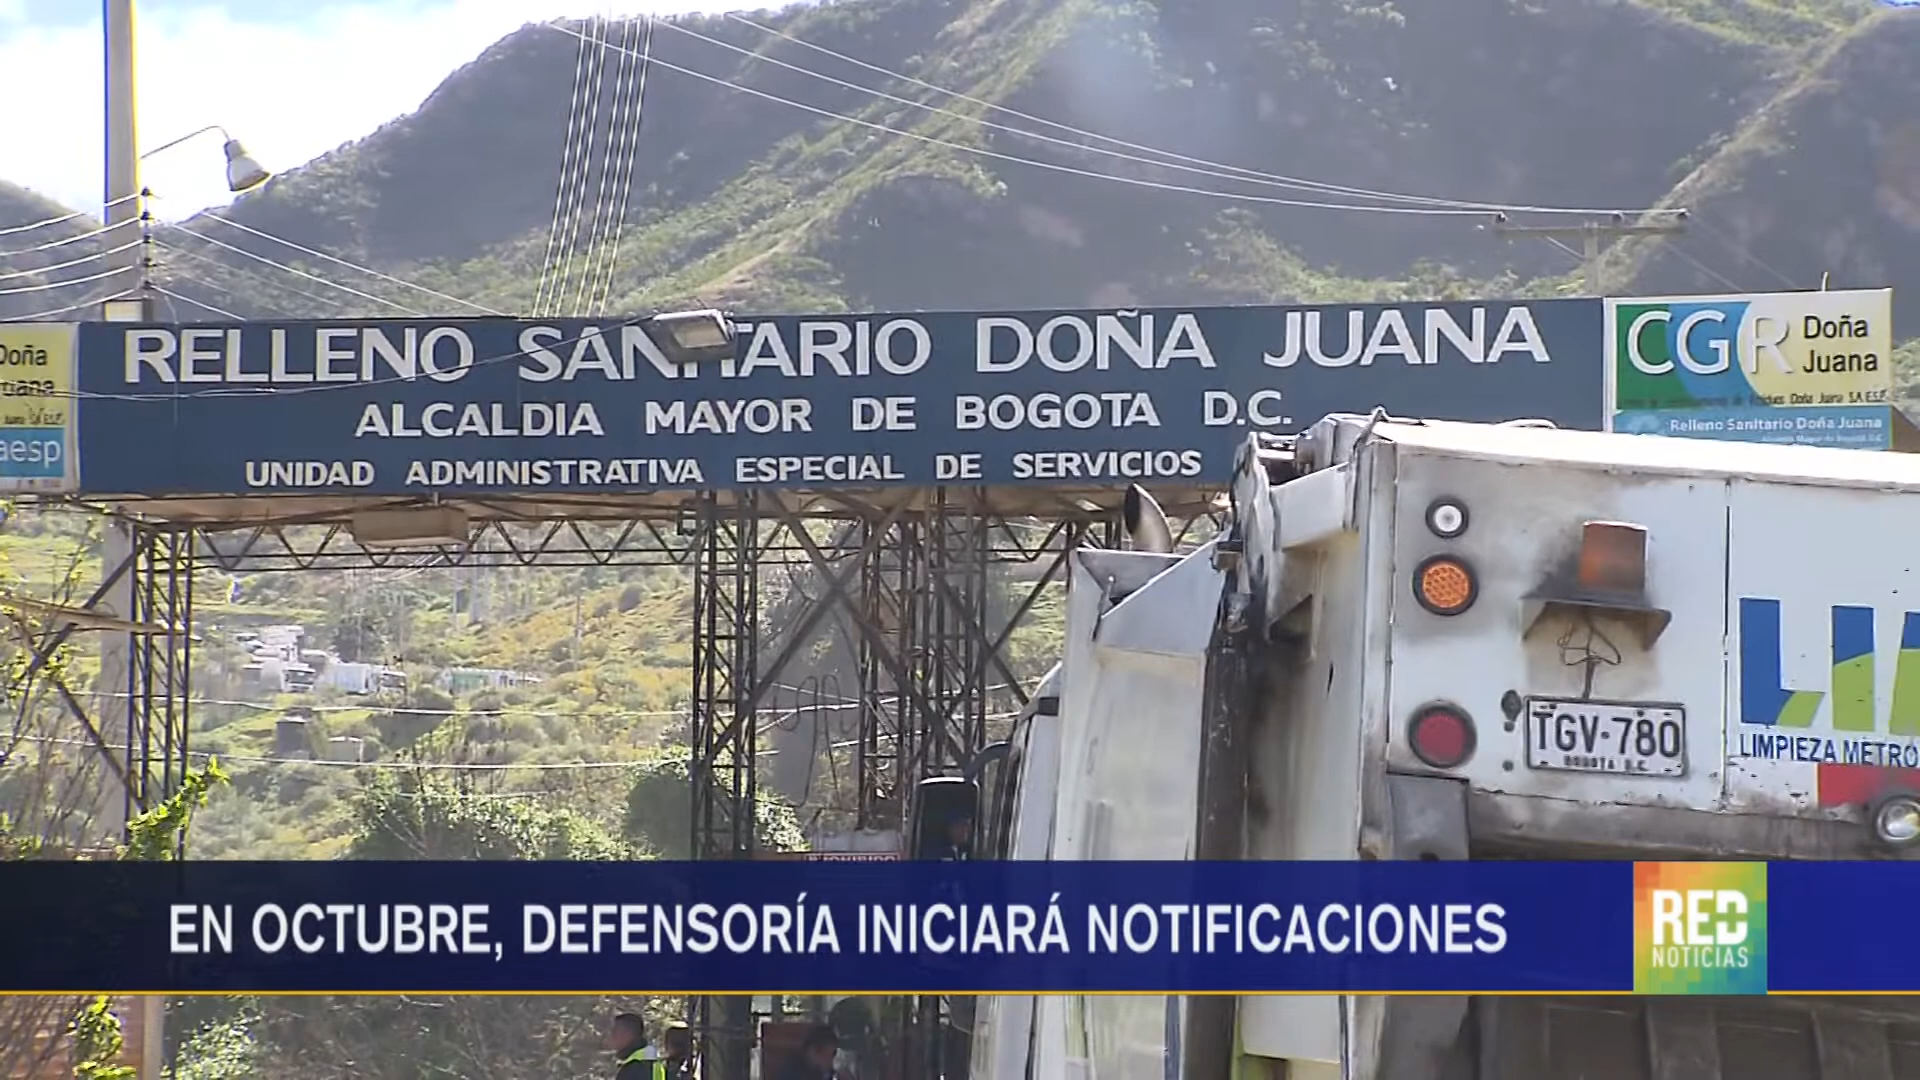 RELLENO SANITARIO DOÑA JUANA
ALCALDIA MAYOR DE BOGOTA D.C.
UNIDAD ADMINISTRATIVA ESPECIAL DE SERVICIOS
Doña
Juana
aesp
CGR Doña
Juana
Relleno Sanitario Doña Juana
TGV-780
BOGOTA D.C.
LIMPIEZA METRO
EN OCTUBRE, DEFENSORÍA INICIARÁ NOTIFICACIONES
RED+
NOTICIAS